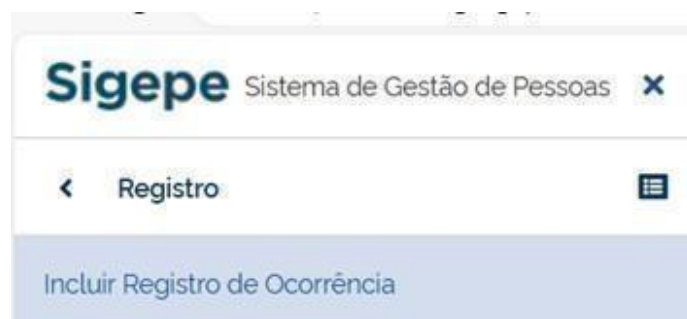 Sigepe Sistema de Gestão de Pessoas
Registro
Incluir Registro de Ocorrência